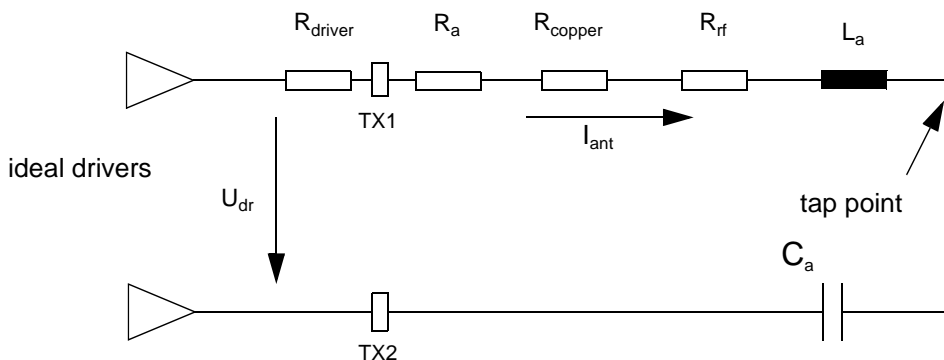 R_driver
R_a
R_copper
R_rf
L_a
TX1
I_ant
ideal drivers
U_dr
tap point
C_a
TX2